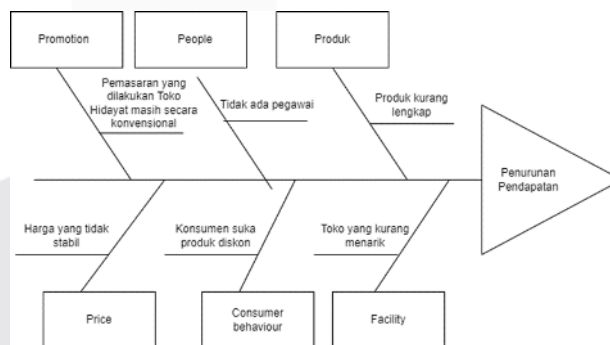 Promotion
People
Produk
Pemasaran yang
dilakukan Toko
Hidayat masih secara
konvensional
Tidak ada pegawai
Produk kurang
lengkap
Penurunan
Pendapatan
Harga yang tidak
stabil
Konsumen suka
produk diskon
Toko yang kurang
menarik
Price
Consumer
behaviour
Facility